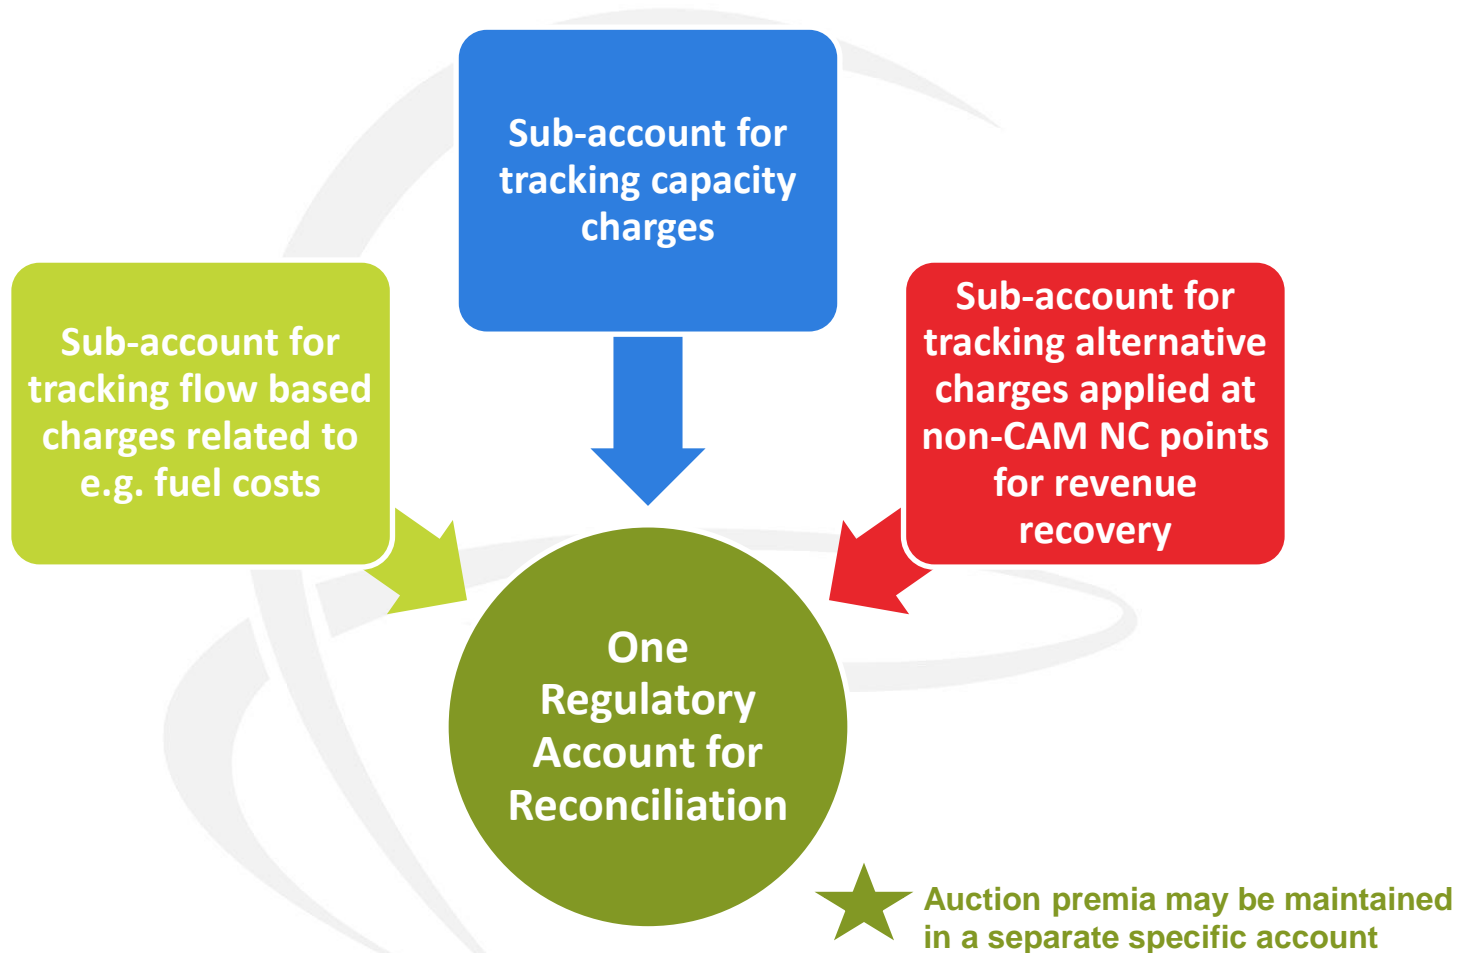 Sub-account for
tracking capacity
charges
Sub-account for
tracking flow based
charges related to
e.g. fuel costs
Sub-account for
tracking alternative
charges applied at
non-CAM NC points
for revenue
recovery
One
Regulatory
Account for
Reconciliation
Auction premia may be maintained
in a separate specific account